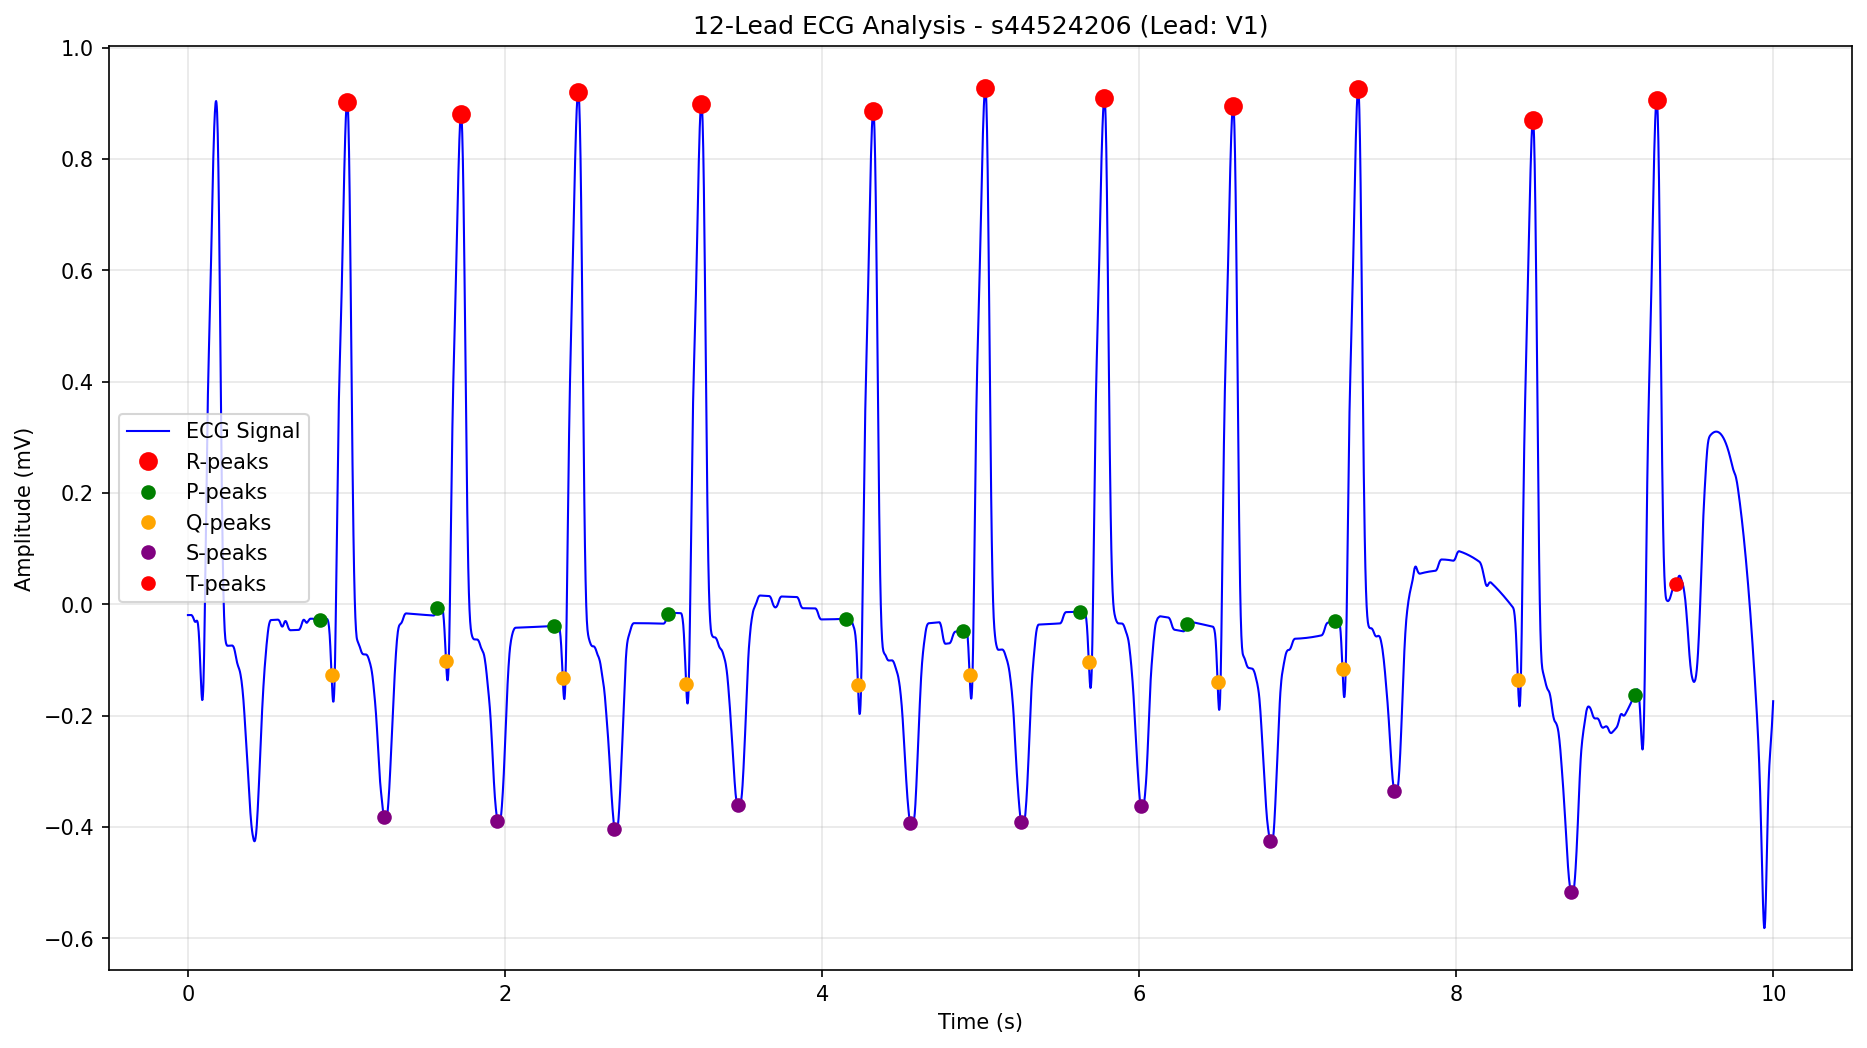 12-Lead ECG Analysis - s44524206 (Lead: V1)
1.0
0.8
0.6
0.4
0.2
0.0
−0.2
−0.4
−0.6
Amplitude (mV)
ECG Signal
R-peaks
P-peaks
Q-peaks
S-peaks
T-peaks
0 2 4 6 8 10
Time (s)